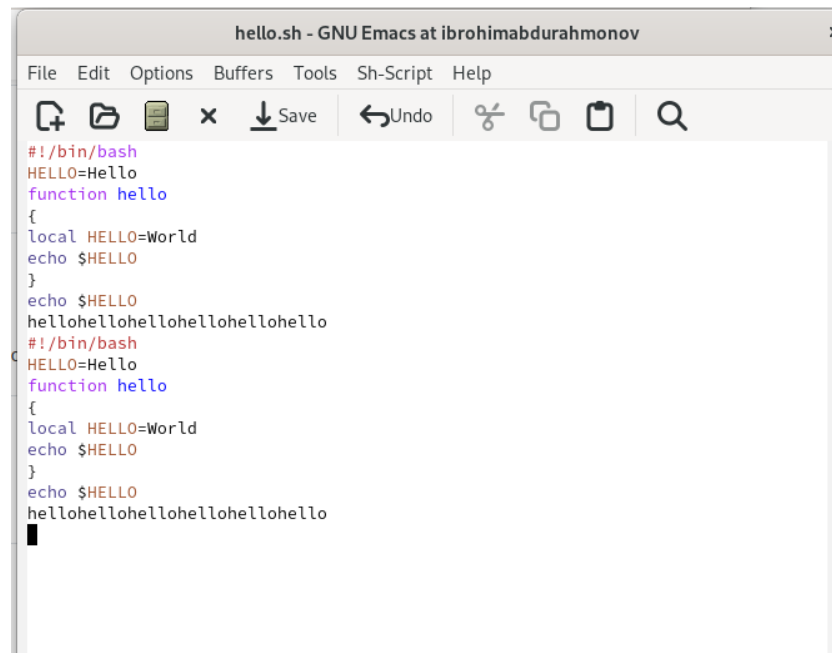 hello.sh - GNU Emacs at ibrohimabdurahmonov
File Edit Options Buffers Tools Sh-Script Help
Save Undo
#!/bin/bash
HELLO=Hello
function hello
{
local HELLO=World
echo $HELLO
}
echo $HELLO
hellohellohellohellohellohello
#!/bin/bash
HELLO=Hello
function hello
{
local HELLO=World
echo $HELLO
}
echo $HELLO
hellohellohellohellohellohello